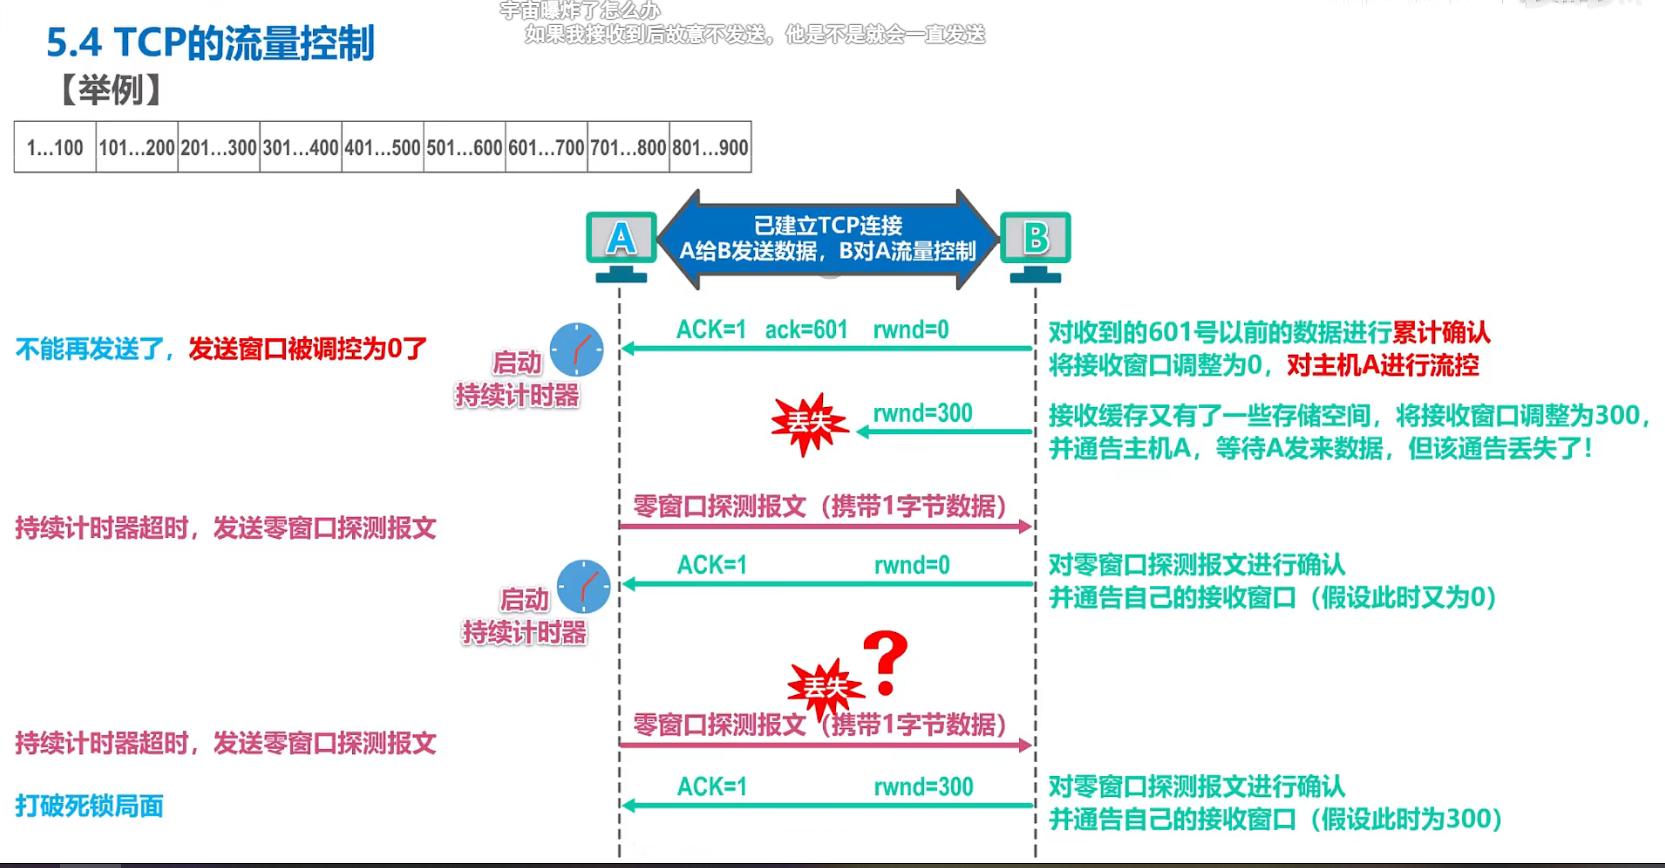 宇宙曝炸了怎么办
如果我接收到后故意不发送，他是不是就会一直发送
5.4 TCP的流量控制
【举例】
1...100 101...200 201...300 301...400 401...500 501...600 601...700 701...800 801...900
A
已建立TCP连接
A给B发送数据，B对A流量控制
B
不能再发送了，发送窗口被调控为0了
启动
持续计时器
ACK=1 ack=601 rwnd=0
对收到的601号以前的数据进行累计确认
将接收窗口调整为0，对主机A进行流控
丢失
rwnd=300
接收缓存又有了一些存储空间，将接收窗口调整为300，
并通告主机A，等待A发来数据，但该通告丢失了！
持续计时器超时，发送零窗口探测报文
零窗口探测报文（携带1字节数据）
启动
持续计时器
ACK=1 rwnd=0
对零窗口探测报文进行确认
并通告自己的接收窗口（假设此时又为0）
丢失
?
持续计时器超时，发送零窗口探测报文
零窗口探测报文（携带1字节数据）
打破死锁局面
ACK=1 rwnd=300
对零窗口探测报文进行确认
并通告自己的接收窗口（假设此时为300）